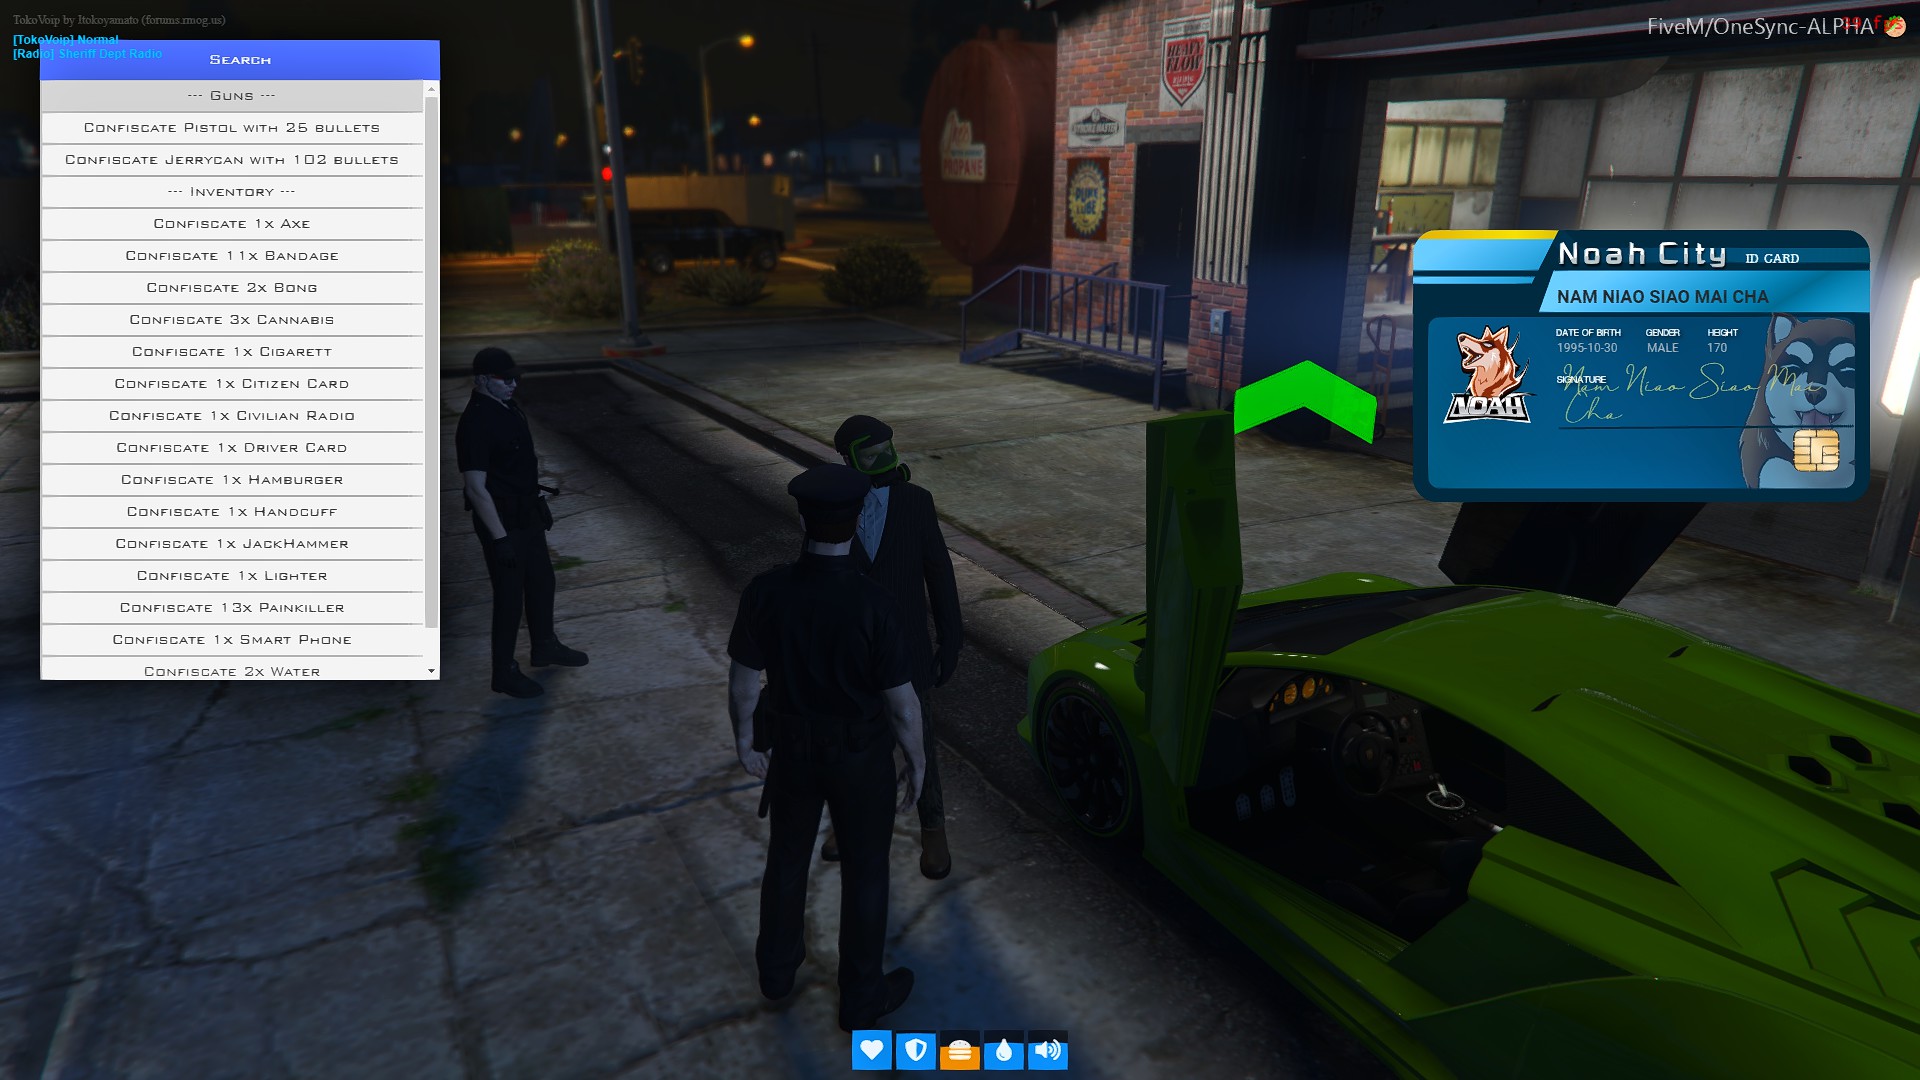 TokoVoip by Itokoyamato (forums.rmog.us)
[TokoVoip] Normal
[Radio] Sheriff Dept Radio
FiveM/OneSync-ALPHA
Search
--- Guns ---
Confiscate Pistol with 25 bullets
Confiscate Jerrycan with 102 bullets
--- Inventory ---
Confiscate 1x Axe
Confiscate 11x Bandage
Confiscate 2x Bong
Confiscate 3x Cannabis
Confiscate 1x Cigarett
Confiscate 1x Citizen Card
Confiscate 1x Civilian Radio
Confiscate 1x Driver Card
Confiscate 1x Hamburger
Confiscate 1x Handcuff
Confiscate 1x JackHammer
Confiscate 1x Lighter
Confiscate 13x Painkiller
Confiscate 1x Smart Phone
Confiscate 2x Water
PROPANE
HEAVY
FLOW
Noah City ID CARD
NAM NIAO SIAO MAI CHA
DATE OF BIRTH GENDER HEIGHT
1995-10-30 MALE 170
SIGNATURE
Nam Niao Siao Mai
Cha
NOAH